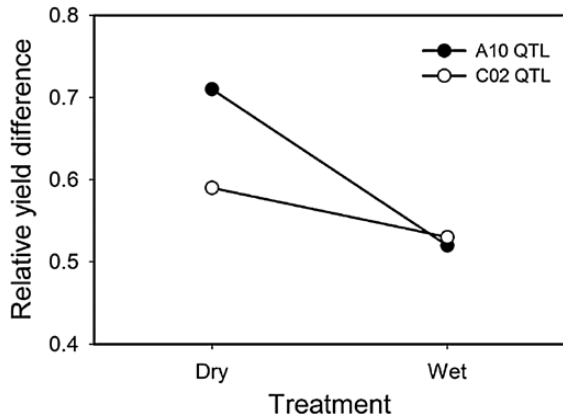 0.8
0.7
0.6
0.5
0.4
Relative yield difference
A10 QTL
C02 QTL
Dry
Wet
Treatment